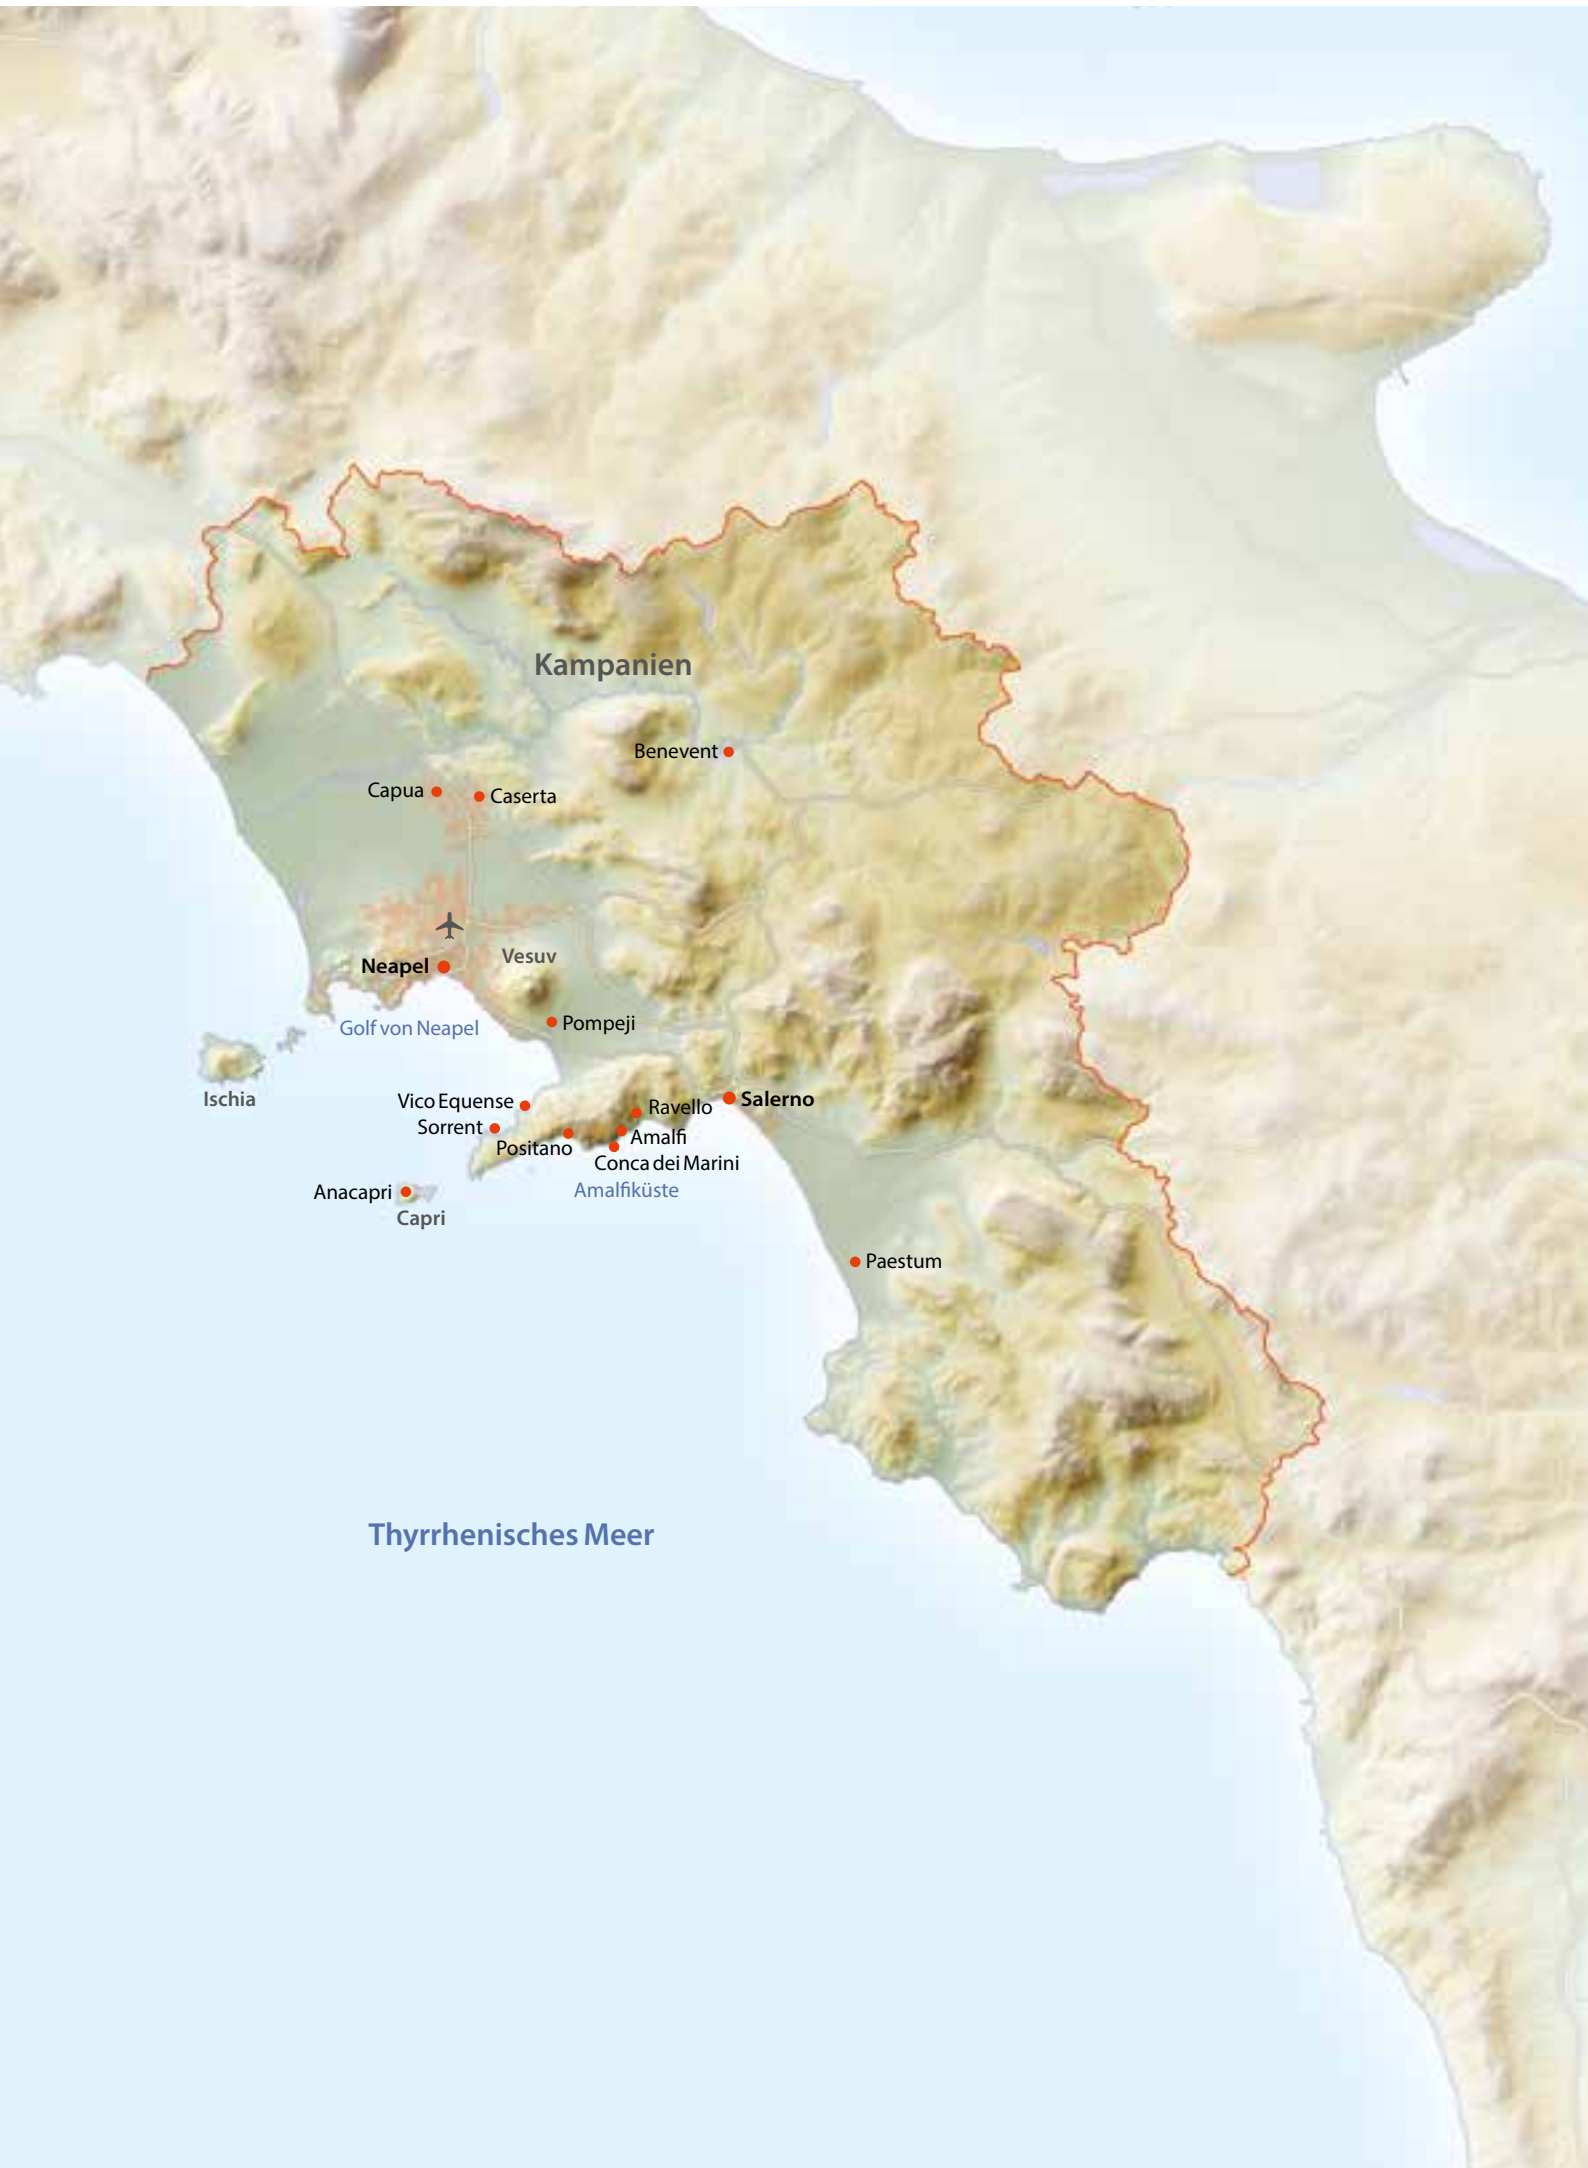 Kampanien
Benevent
Capua
Caserta
Vesuv
Neapel
Pompeji
Golf von Neapel
Ischia
Vico Equense
Salerno
Ravello
Sorrent
Amalfi
Positano
Conca dei Marini
Amalfiküste
Anacapri
Capri
Paestum
Thyrrhenisches Meer